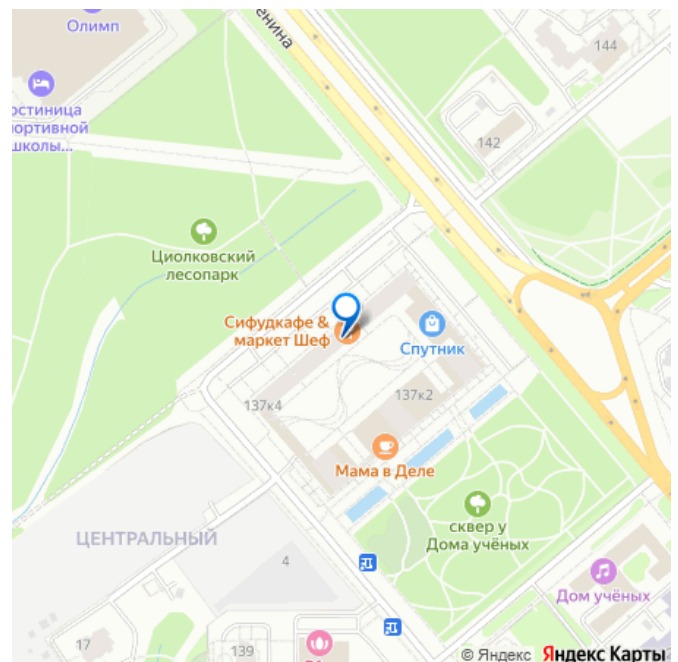 Олимп
енина
144
остиница
портивной
школы...
142
Циолковский
лесопарк
Сифудкафе &
маркет Шеф
Спутник
137к4
137к2
Мама в Деле
сквер у
Дома учёных
ЦЕНТРАЛЬНЫЙ
4
Дом учёных
17
139
© Яндекс Яндекс Карты